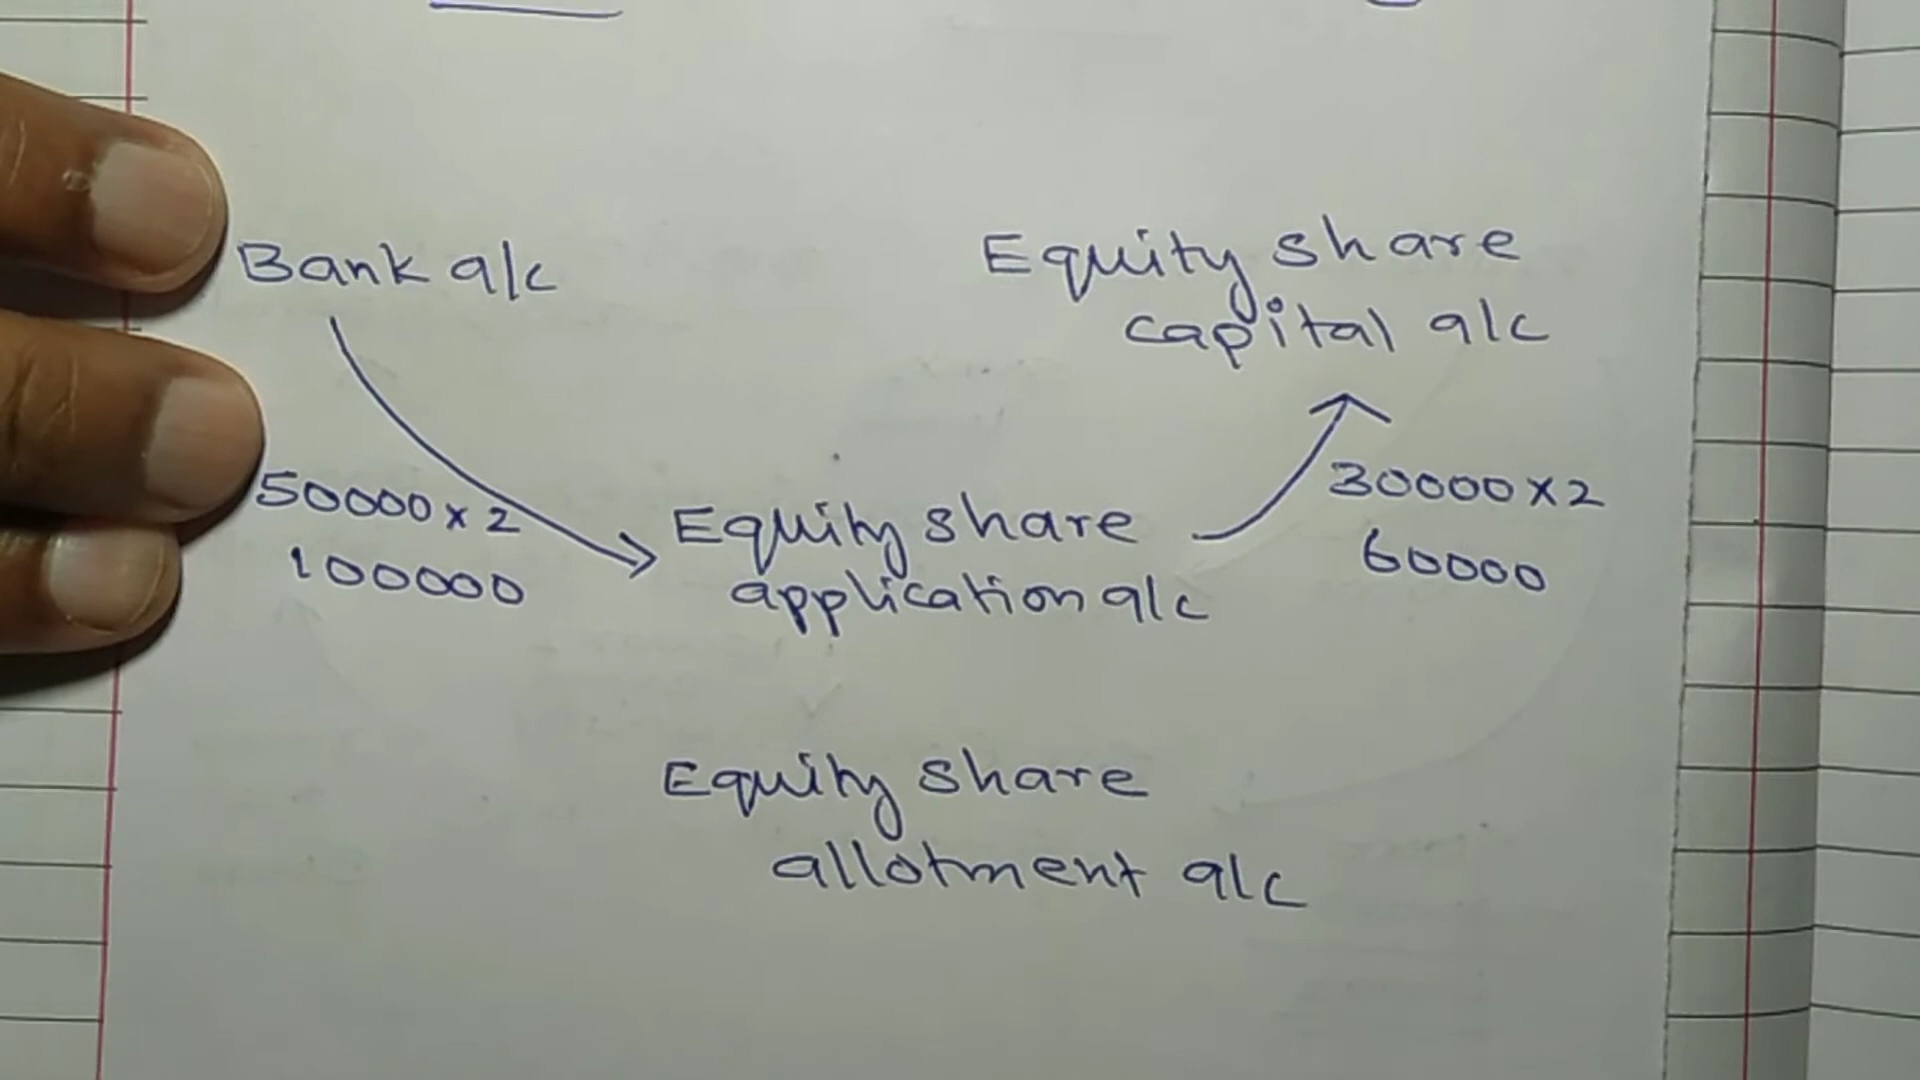 Bank a/c
Equity share
capital a/c
50000 x 2
100000
Equity share
application a/c
30000 x 2
60000
Equity share
allotment a/c